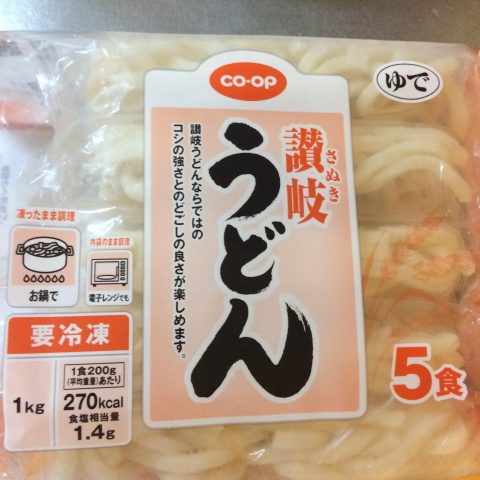 CO·OP
ゆで
さぬき
讃岐
うどん
讃岐うどんならではの
コシの強さとのどごしの良さが楽しめます。
凍ったまま調理
お鍋で
内袋のまま調理
電子レンジでも
要冷凍
1kg
1食200g
(平均重量)あたり
270kcal
食塩相当量
1.4g
5食